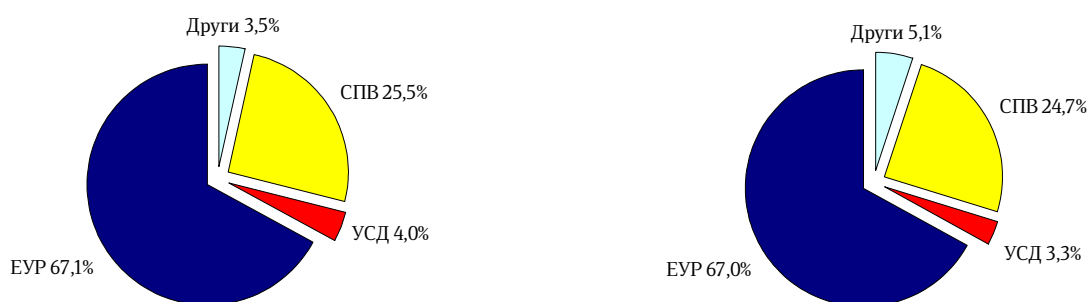 Други 3,5%
СПВ 25,5%
УСД 4,0%
ЕУР 67,1%
Други 5,1%
СПВ 24,7%
УСД 3,3%
ЕУР 67,0%